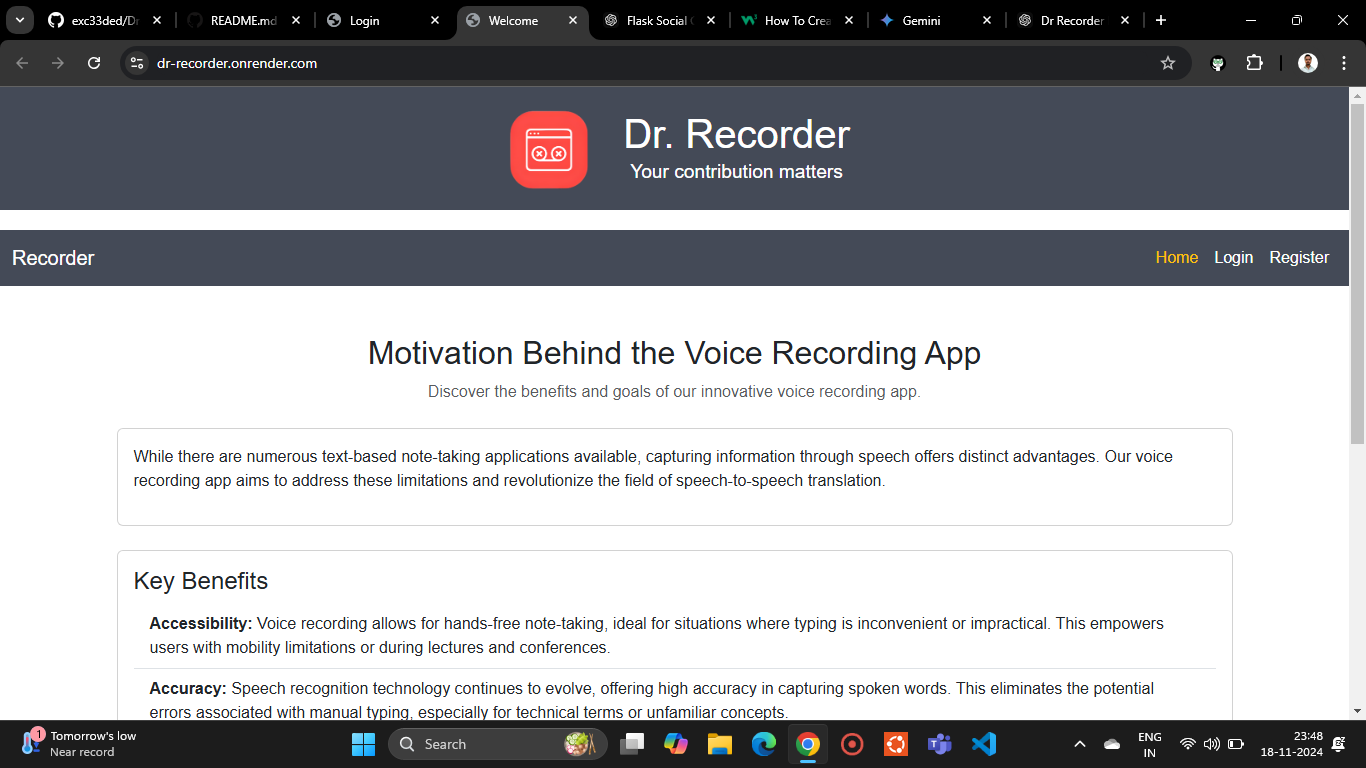 exc33ded/Dr
README.md
Login
Welcome
Flask Social
How To Crea
Gemini
Dr Recorder
dr-recorder.onrender.com
Dr. Recorder
Your contribution matters
Recorder
Home Login Register
Motivation Behind the Voice Recording App
Discover the benefits and goals of our innovative voice recording app.
While there are numerous text-based note-taking applications available, capturing information through speech offers distinct advantages. Our voice
recording app aims to address these limitations and revolutionize the field of speech-to-speech translation.
Key Benefits
Accessibility: Voice recording allows for hands-free note-taking, ideal for situations where typing is inconvenient or impractical. This empowers
users with mobility limitations or during lectures and conferences.
Accuracy: Speech recognition technology continues to evolve, offering high accuracy in capturing spoken words. This eliminates the potential
errors associated with manual typing, especially for technical terms or unfamiliar concepts.
1
Tomorrow's low
Near record
Search
ENG
IN
23:48
18-11-2024